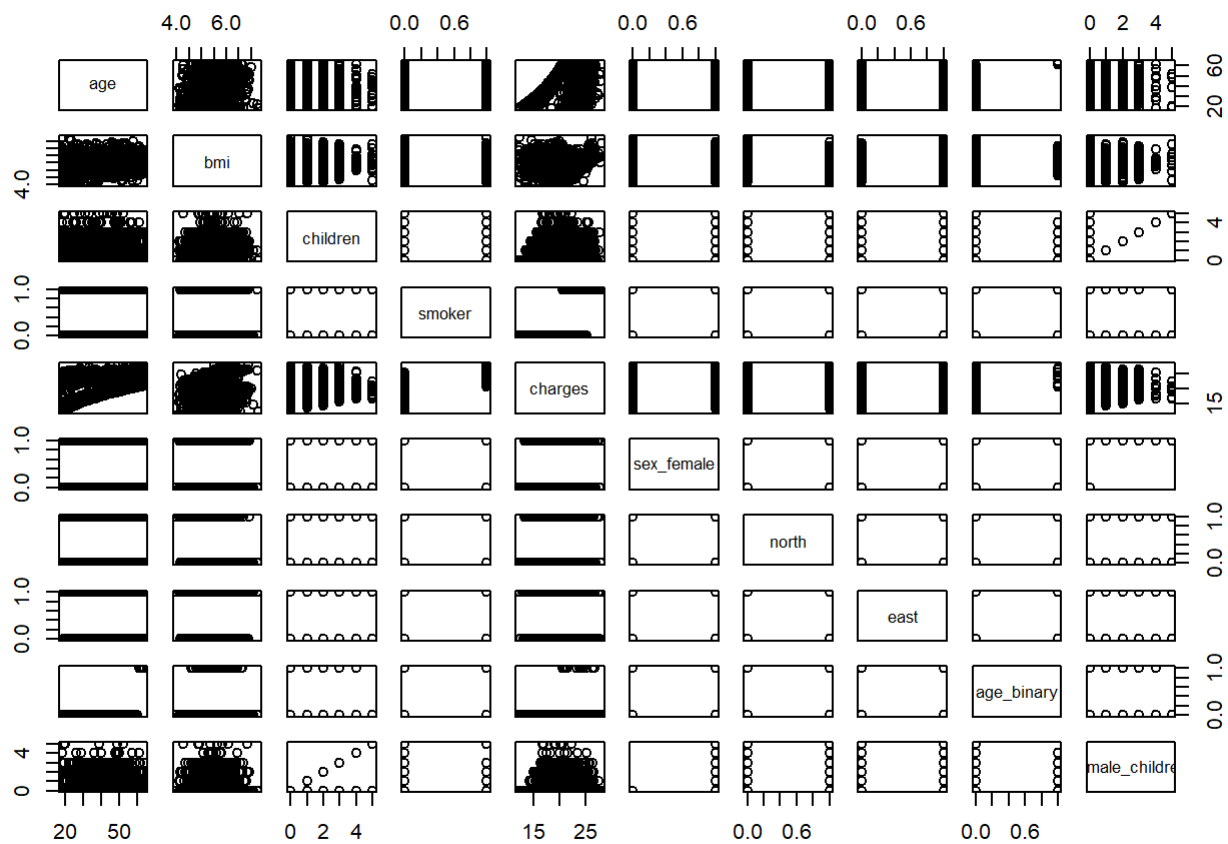 4.0 6.0 0.0 0.6 0.0 0.6 0.0 0.6 0 2 4
age 20 60
4.0 bmi
children 0 4
0.0 1.0 smoker
charges 15
0.0 1.0 sex_female
north 0.0 1.0
0.0 1.0 east
age_binary 0.0 1.0
0 4 male_childre
20 50 0 2 4 15 25 0.0 0.6 0.0 0.6